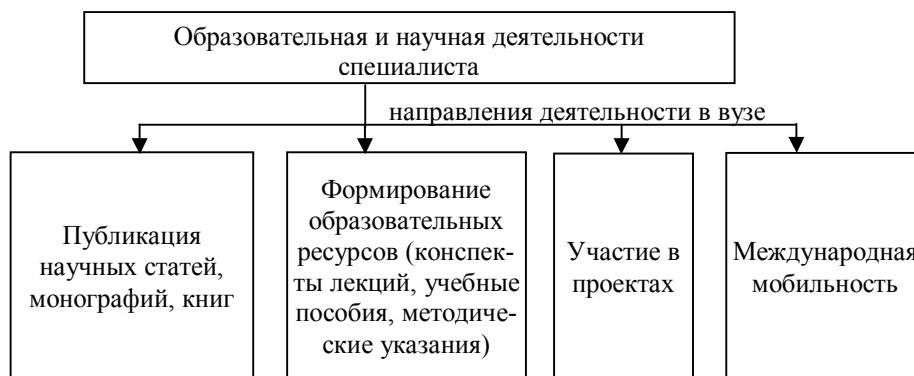 Образовательная и научная деятельности
специалиста
направления деятельности в вузе
Публикация
научных статей,
монографий, книг
Формирование
образовательных
ресурсов (конспек-
ты лекций, учебные
пособия, методиче-
ские указания)
Участие в
проектах
Международная
мобильность